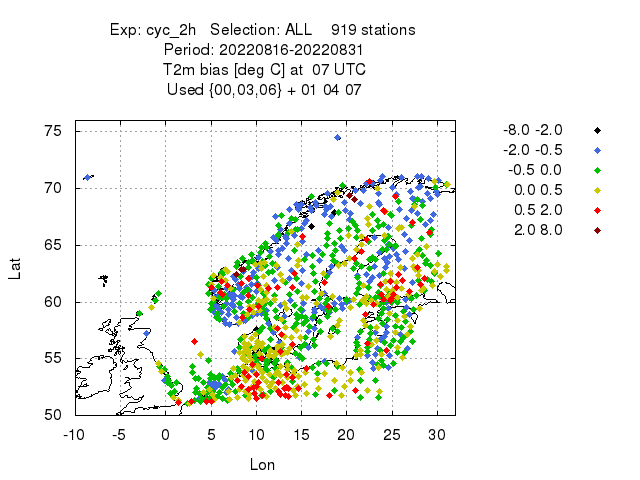 Exp: cyc_2h   Selection: ALL    919 stations
Period: 20220816-20220831
T2m bias [deg C] at  07 UTC
Used {00,03,06} + 01 04 07
-8.0 -2.0
-2.0 -0.5
-0.5 0.0
0.0 0.5
0.5 2.0
2.0 8.0
75
70
65
60
55
50
Lat
-10 -5 0 5 10 15 20 25 30
Lon